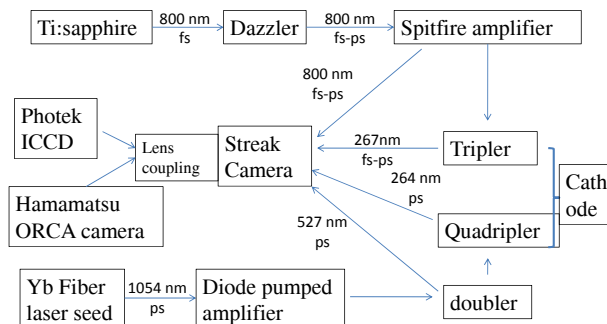 Ti:sapphire
800 nm
fs
Dazzler
800 nm
fs-ps
Spitfire amplifier
800 nm
fs-ps
Photek
ICCD
Lens
coupling
Streak
Camera
267nm
fs-ps
Tripler
264 nm
ps
Cath
ode
Hamamatsu
ORCA camera
527 nm
ps
Quadripler
Yb Fiber
laser seed
1054 nm
ps
Diode pumped
amplifier
doubler